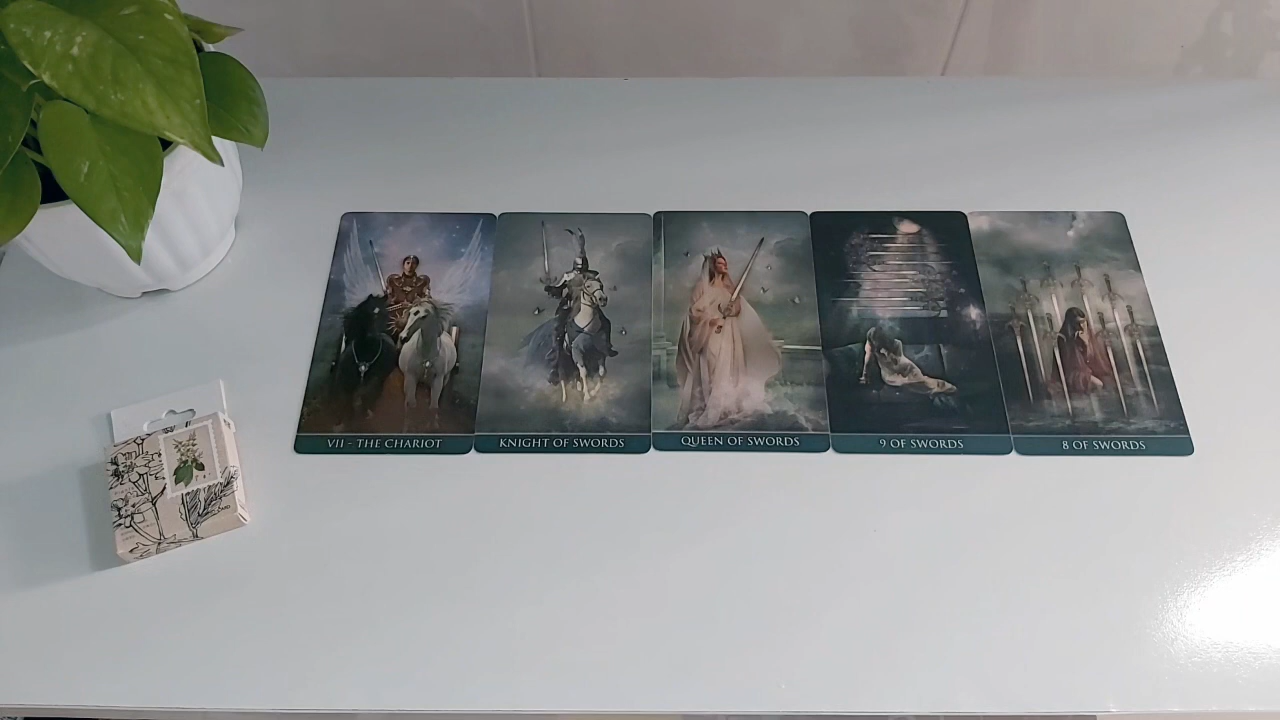 VII - THE CHARIOT
KNIGHT OF SWORDS
QUEEN OF SWORDS
9 OF SWORDS
8 OF SWORDS